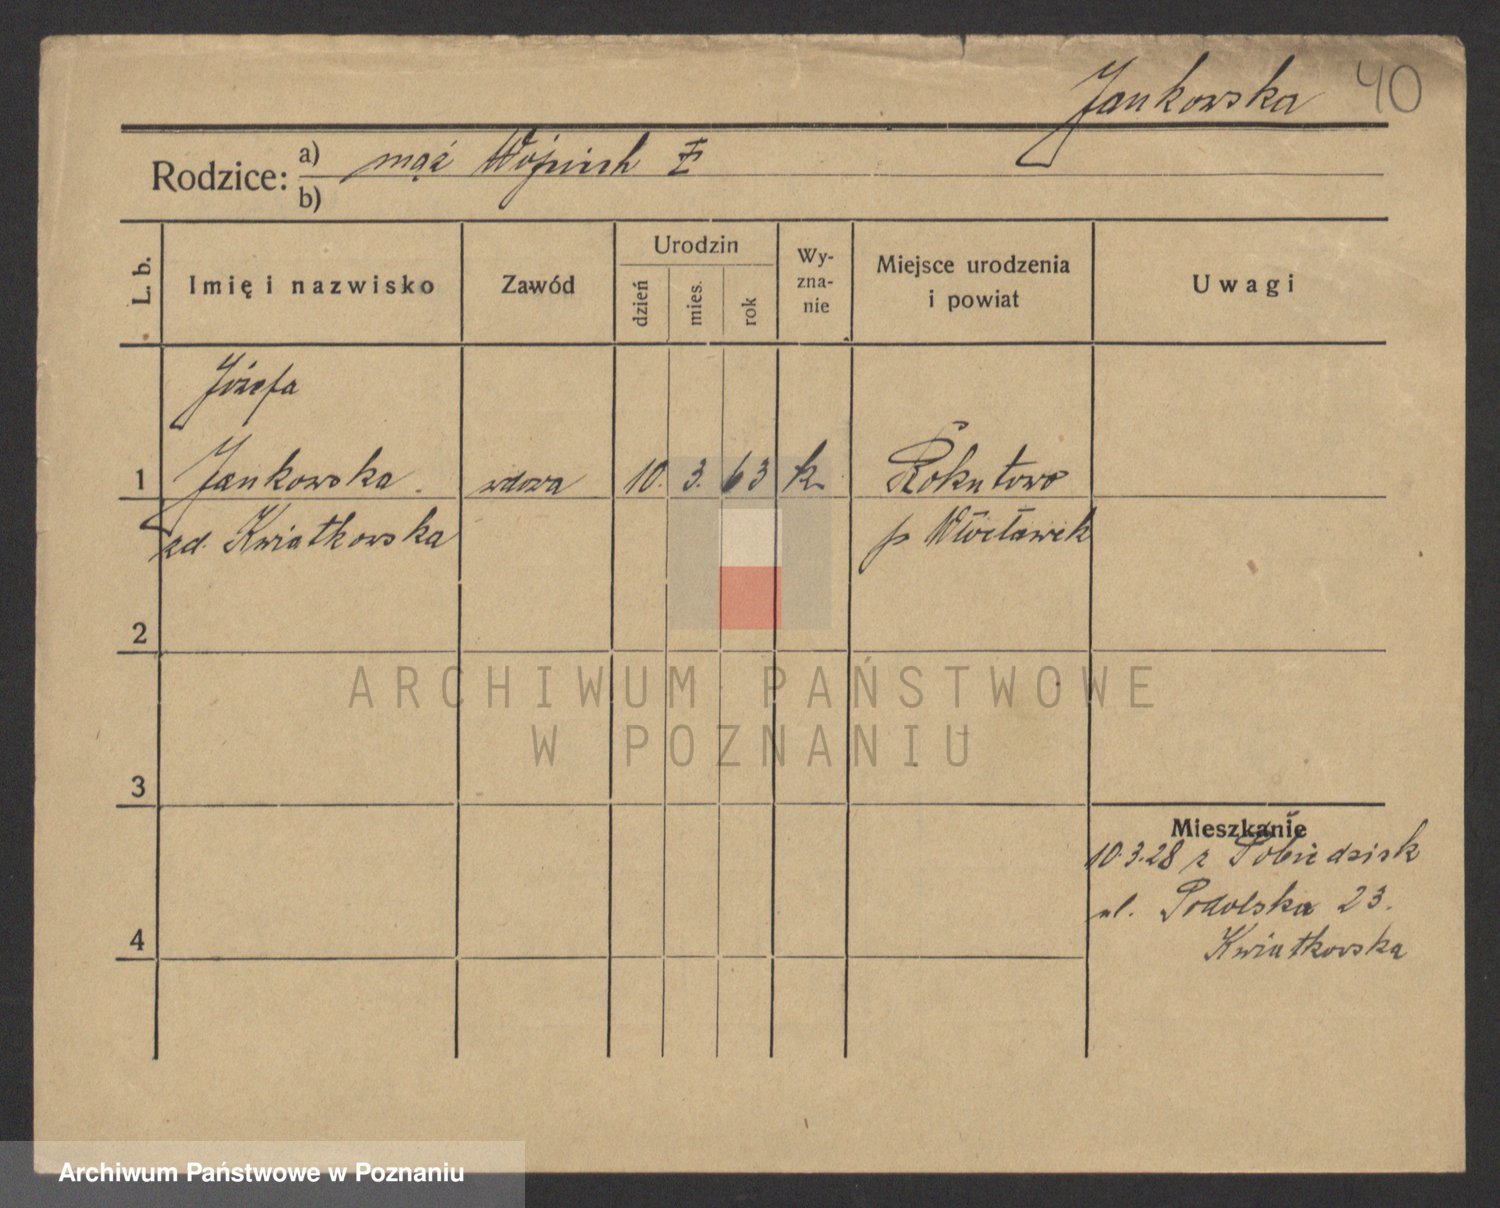 Jankowska 40
Rodzice: a) mąż Wojciech
b)
L. b. Imię i nazwisko Zawód Urodzin dzień mies. rok Wy-zna-nie Miejsce urodzenia i powiat Uwagi
Józefa
1 Jankowska wdowa 10. 3. 63 k. Rokutowo
zd. Kwiatkowska p Włocławek
2
ARCHIWUM PAŃSTWOWE
W POZNANIU
3
Mieszkanie
10.3.28 z Pobiedzisk
ul. Podolska 23.
4 Kwiatkowska
Archiwum Państwowe w Poznaniu